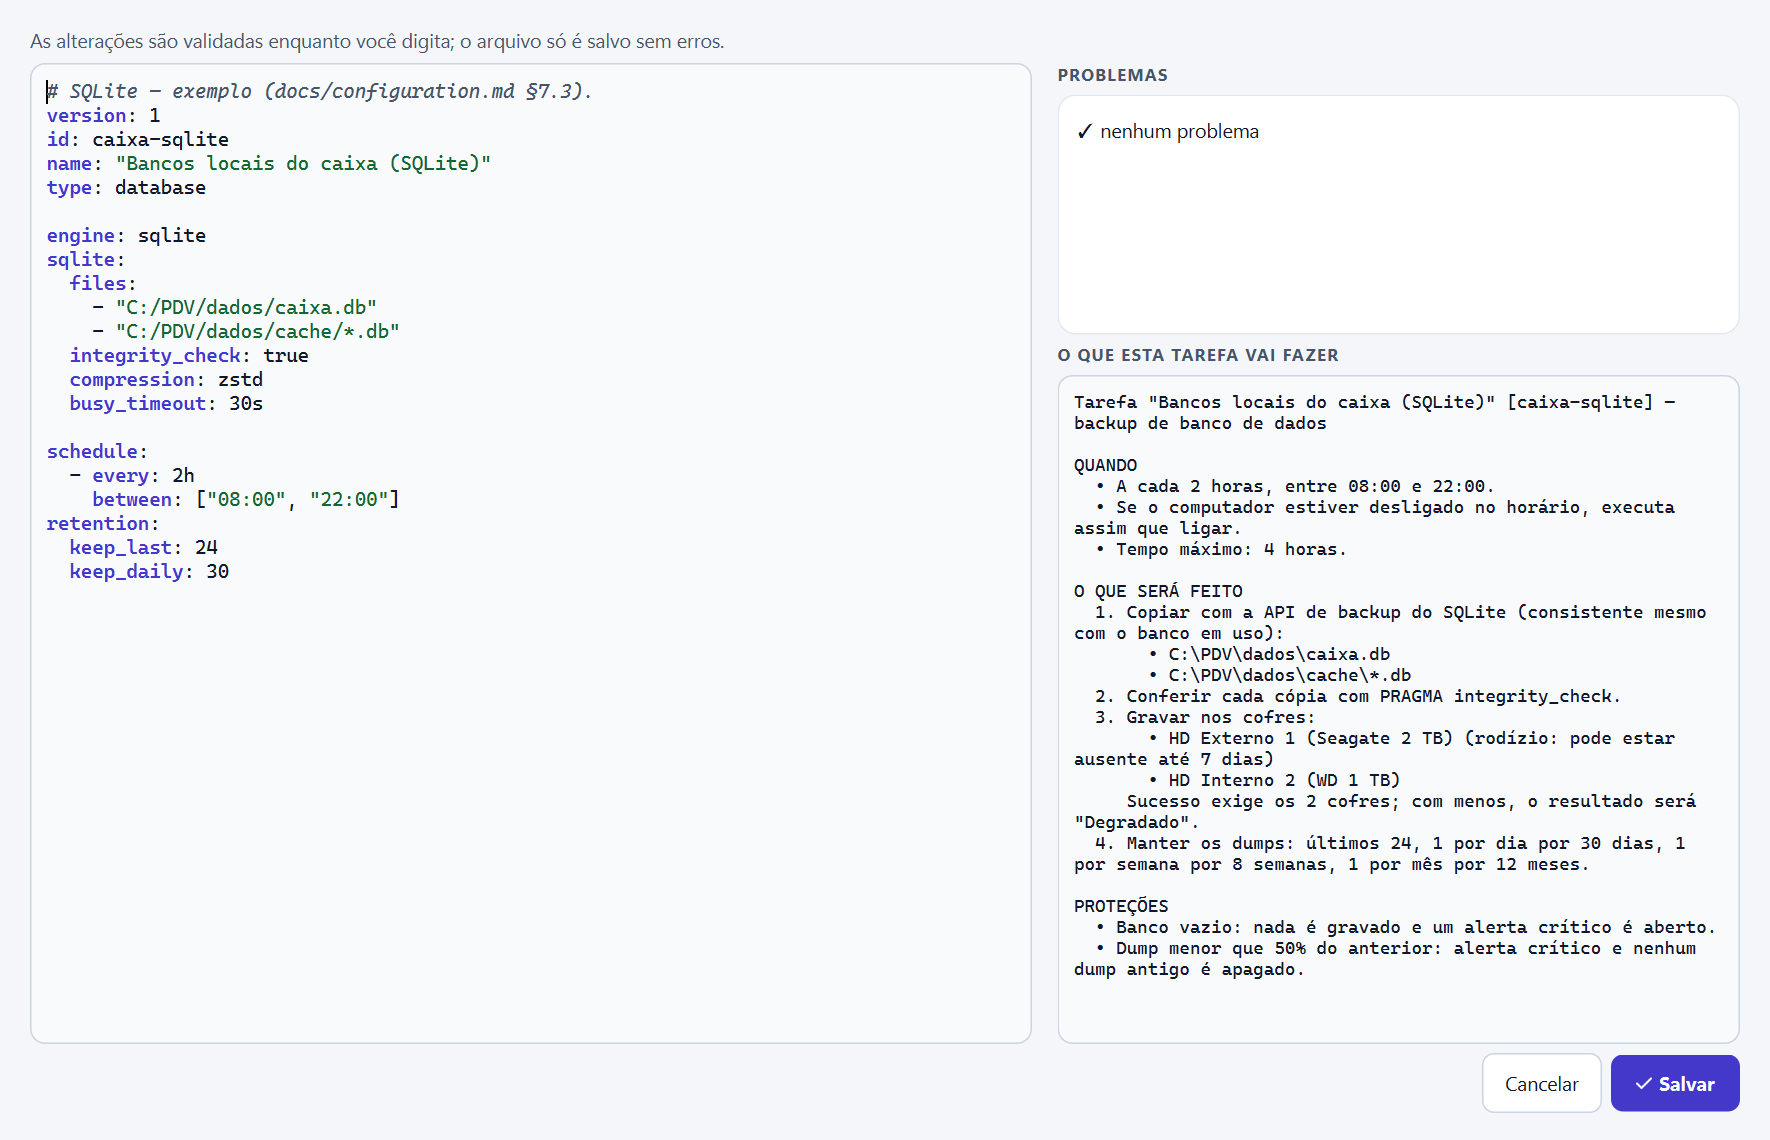 As alterações são validadas enquanto você digita; o arquivo só é salvo sem erros.
# SQLite — exemplo (docs/configuration.md §7.3).
version: 1
id: caixa-sqlite
name: "Bancos locais do caixa (SQLite)"
type: database
engine: sqlite
sqlite:
  files:
    - "C:/PDV/dados/caixa.db"
    - "C:/PDV/dados/cache/*.db"
  integrity_check: true
  compression: zstd
  busy_timeout: 30s
schedule:
  - every: 2h
    between: ["08:00", "22:00"]
retention:
  keep_last: 24
  keep_daily: 30
PROBLEMAS
✓ nenhum problema
O QUE ESTA TAREFA VAI FAZER
Tarefa "Bancos locais do caixa (SQLite)" [caixa-sqlite] —
backup de banco de dados
QUANDO
• A cada 2 horas, entre 08:00 e 22:00.
• Se o computador estiver desligado no horário, executa
assim que ligar.
• Tempo máximo: 4 horas.
O QUE SERÁ FEITO
1. Copiar com a API de backup do SQLite (consistente mesmo
com o banco em uso):
• C:\PDV\dados\caixa.db
• C:\PDV\dados\cache\*.db
2. Conferir cada cópia com PRAGMA integrity_check.
3. Gravar nos cofres:
• HD Externo 1 (Seagate 2 TB) (rodízio: pode estar
ausente até 7 dias)
• HD Interno 2 (WD 1 TB)
Sucesso exige os 2 cofres; com menos, o resultado será
"Degradado".
4. Manter os dumps: últimos 24, 1 por dia por 30 dias, 1
por semana por 8 semanas, 1 por mês por 12 meses.
PROTEÇÕES
• Banco vazio: nada é gravado e um alerta crítico é aberto.
• Dump menor que 50% do anterior: alerta crítico e nenhum
dump antigo é apagado.
Cancelar
✓ Salvar